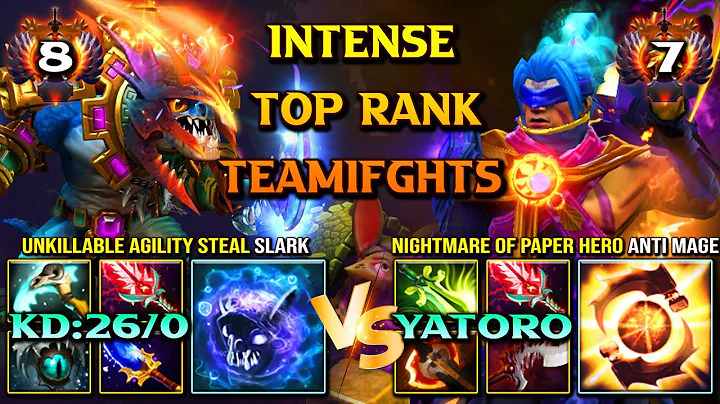 8
INTENSE
7
TOP RANK
TEAMIFGHTS
UNKILLABLE AGILITY STEAL SLARK
NIGHTMARE OF PAPER HERO ANTI MAGE
KD:26/0
VS
YATORO